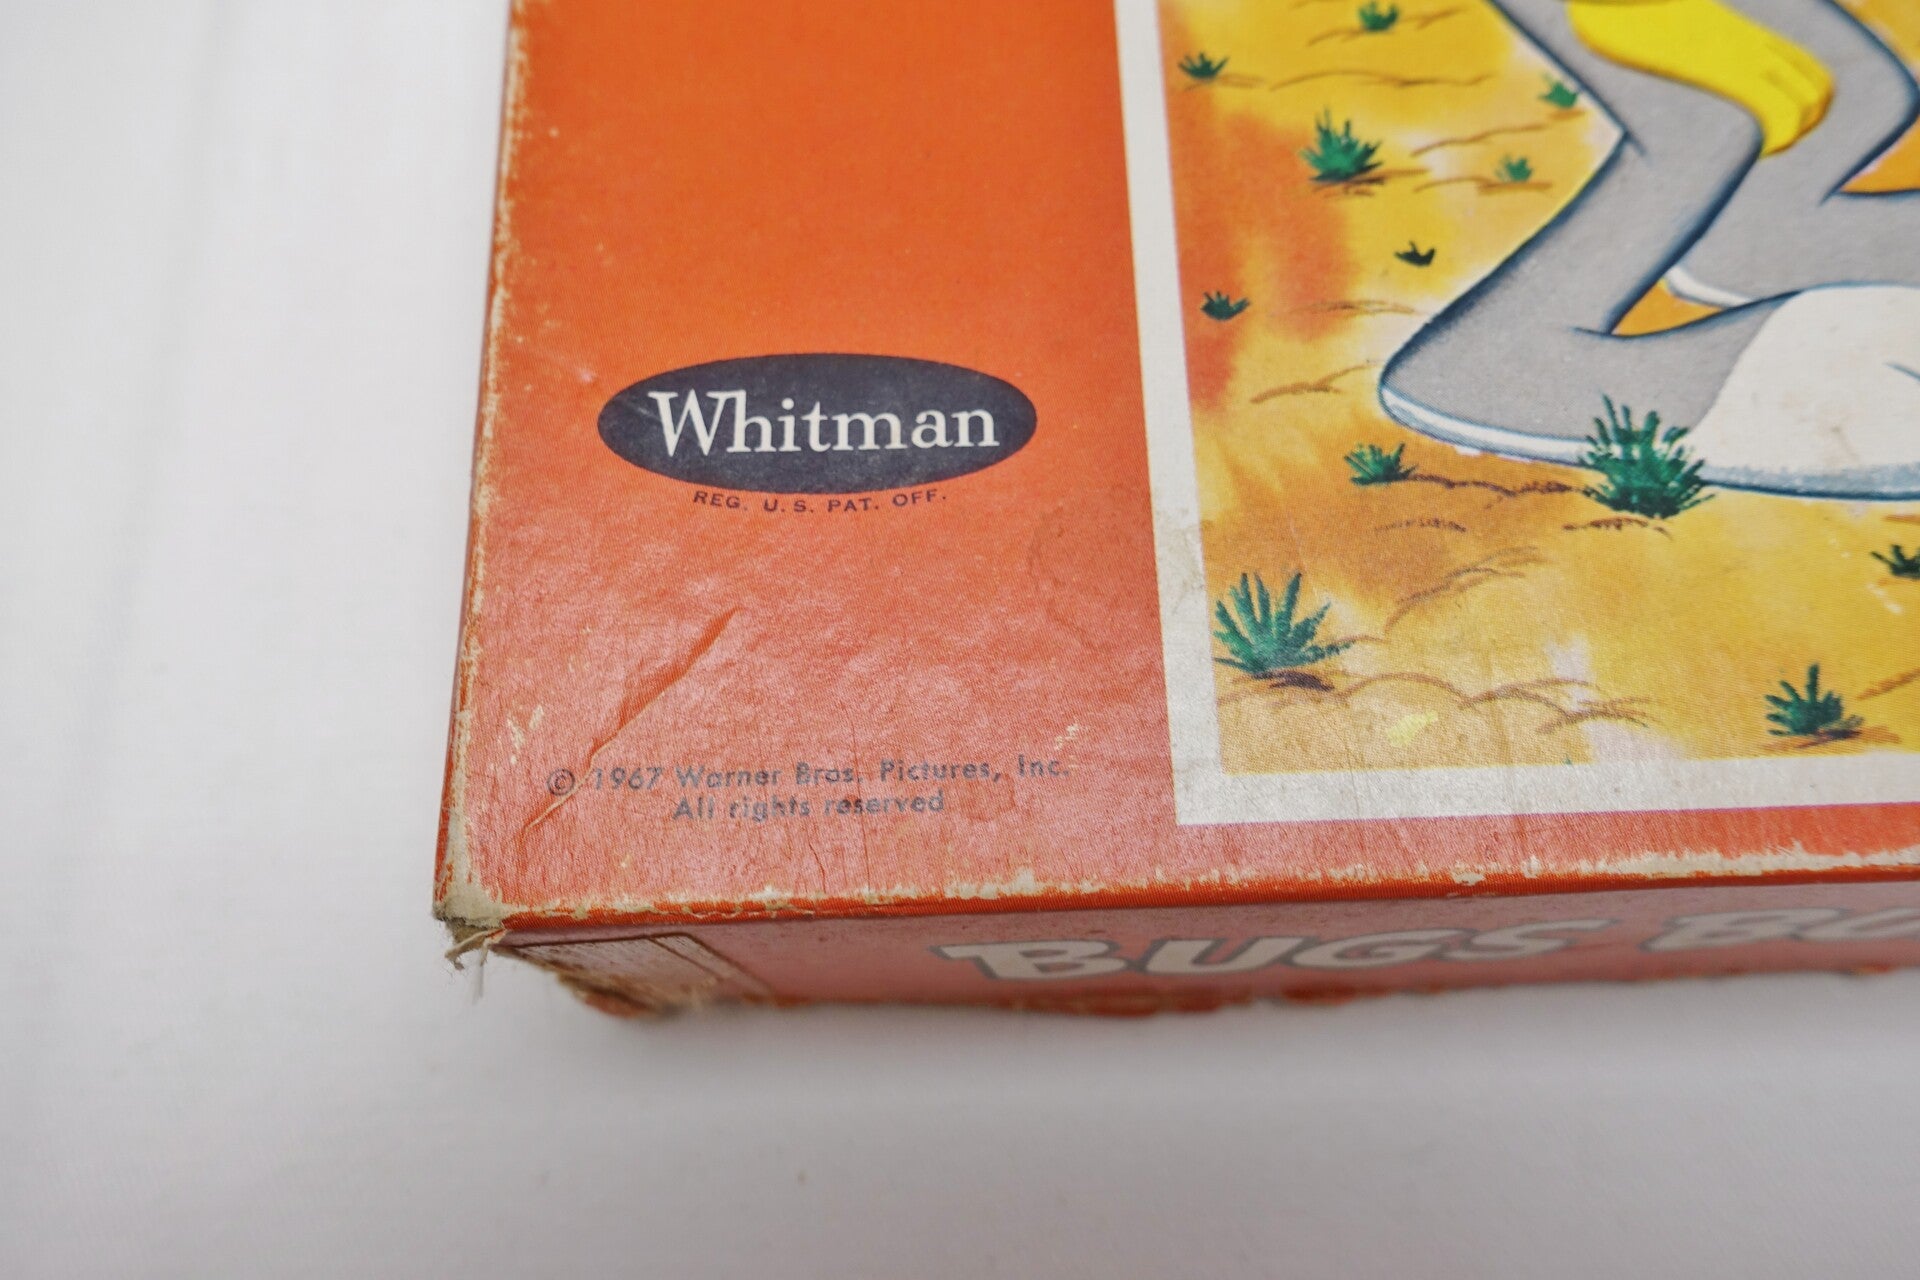 Whitman
REG. U.S. PAT. OFF.
© 1967 Warner Bros. Pictures, Inc.
All rights reserved
BUGS